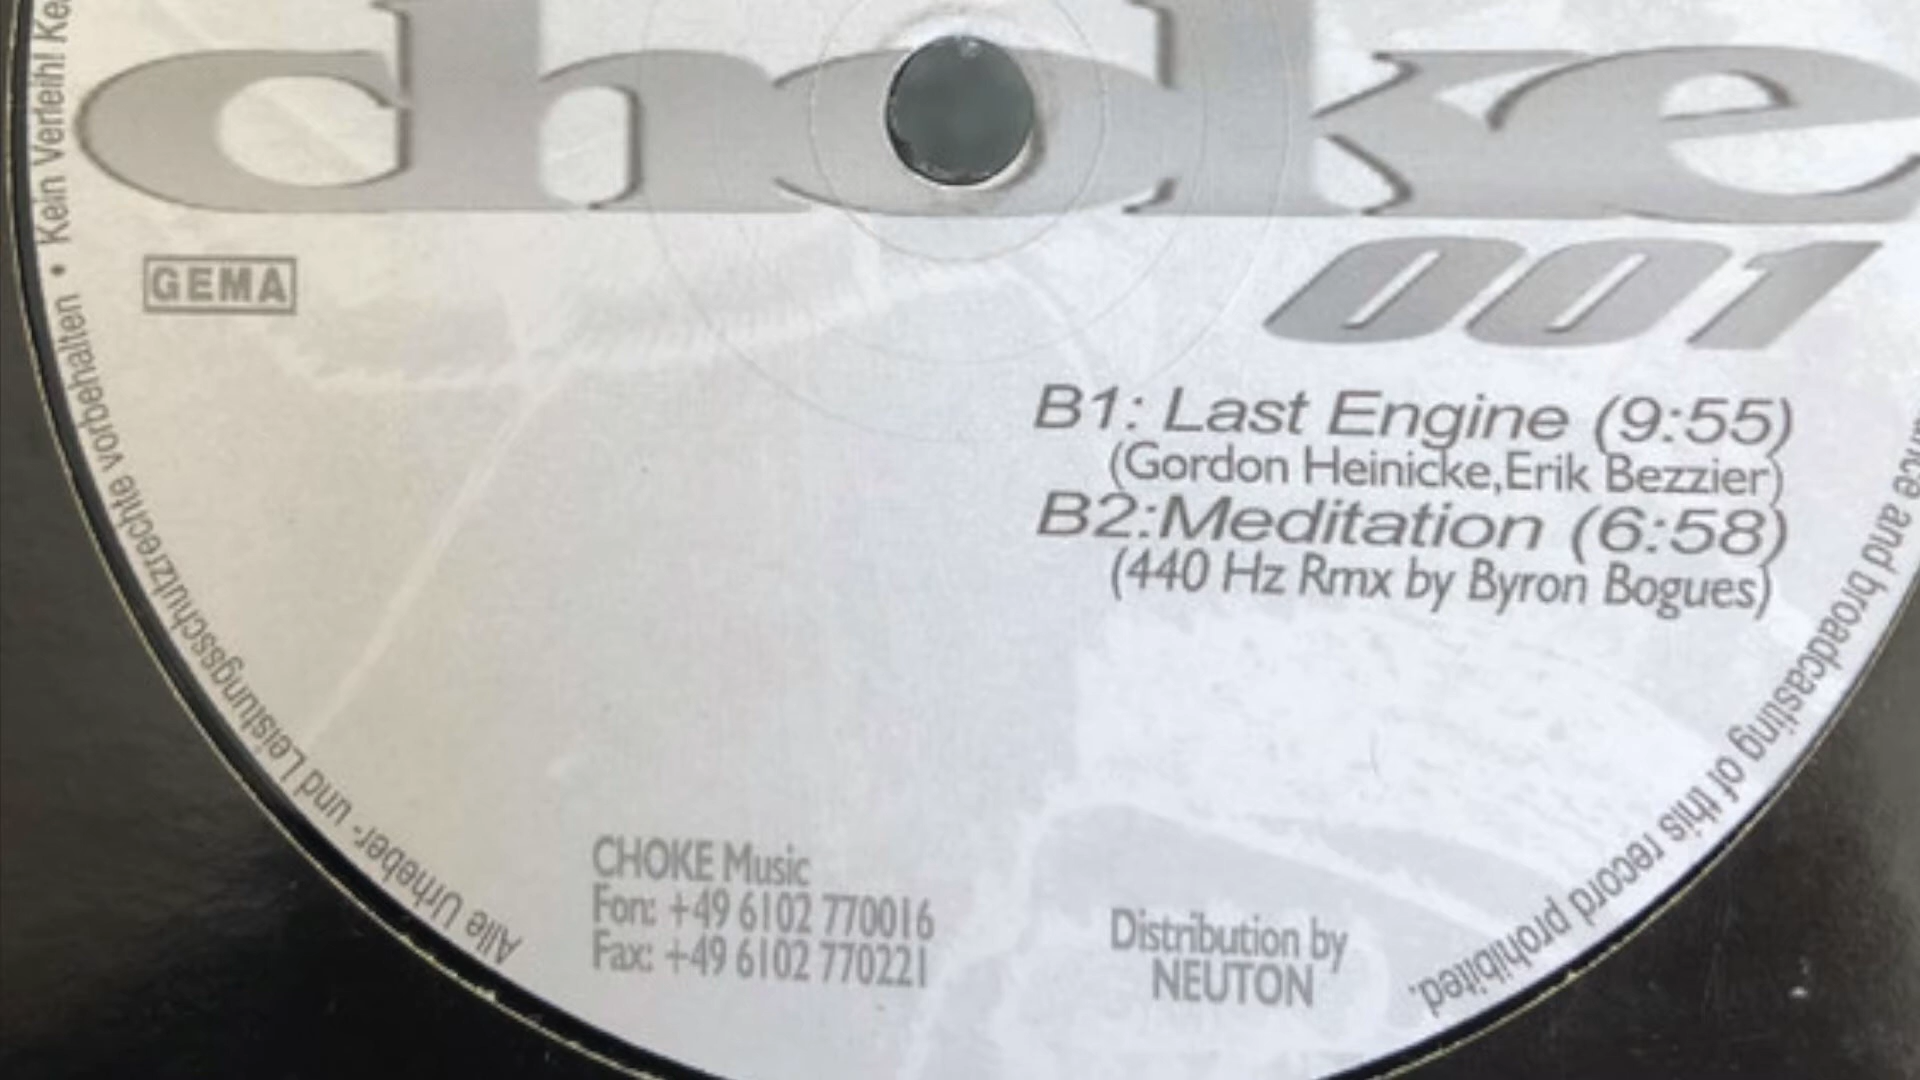 choke
001
GEMA
B1: Last Engine (9:55)
(Gordon Heinicke,Erik Bezzier)
B2:Meditation (6:58)
(440 Hz Rmx by Byron Bogues)
CHOKE Music
Fon: +49 6102 770016
Fax: +49 6102 770221
Distribution by
NEUTON
Alle Urheber- und Leistungsschutzrechte vorbehalten • Kein Verleih!
and broadcasting of this record prohibited.